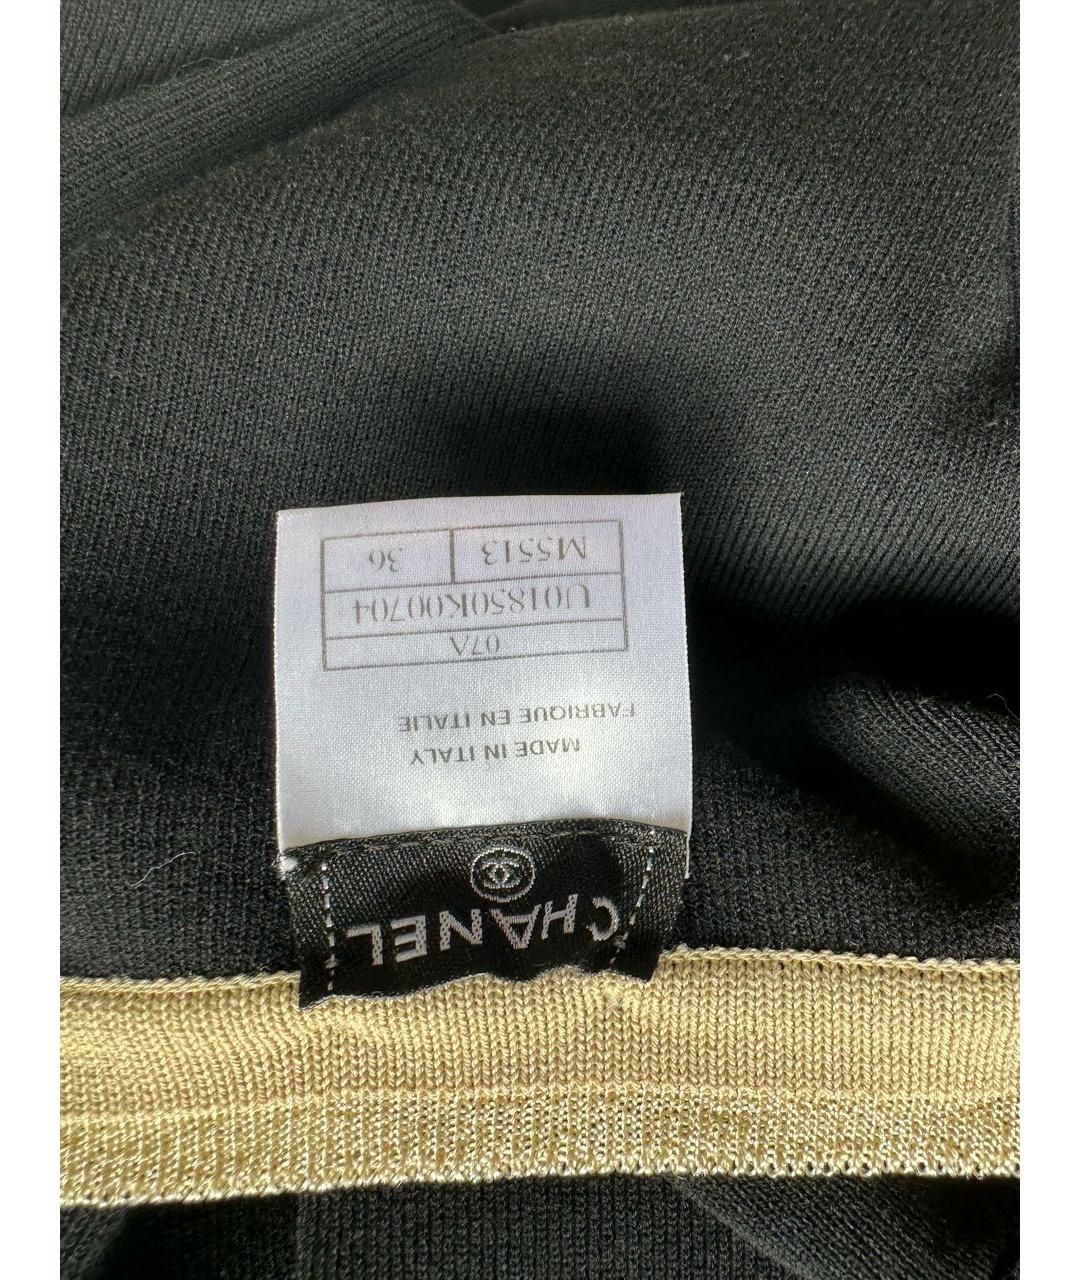 CHANEL
MADE IN ITALY
FABRIQUE EN ITALIE
07A
U01850K00704
M5513 36